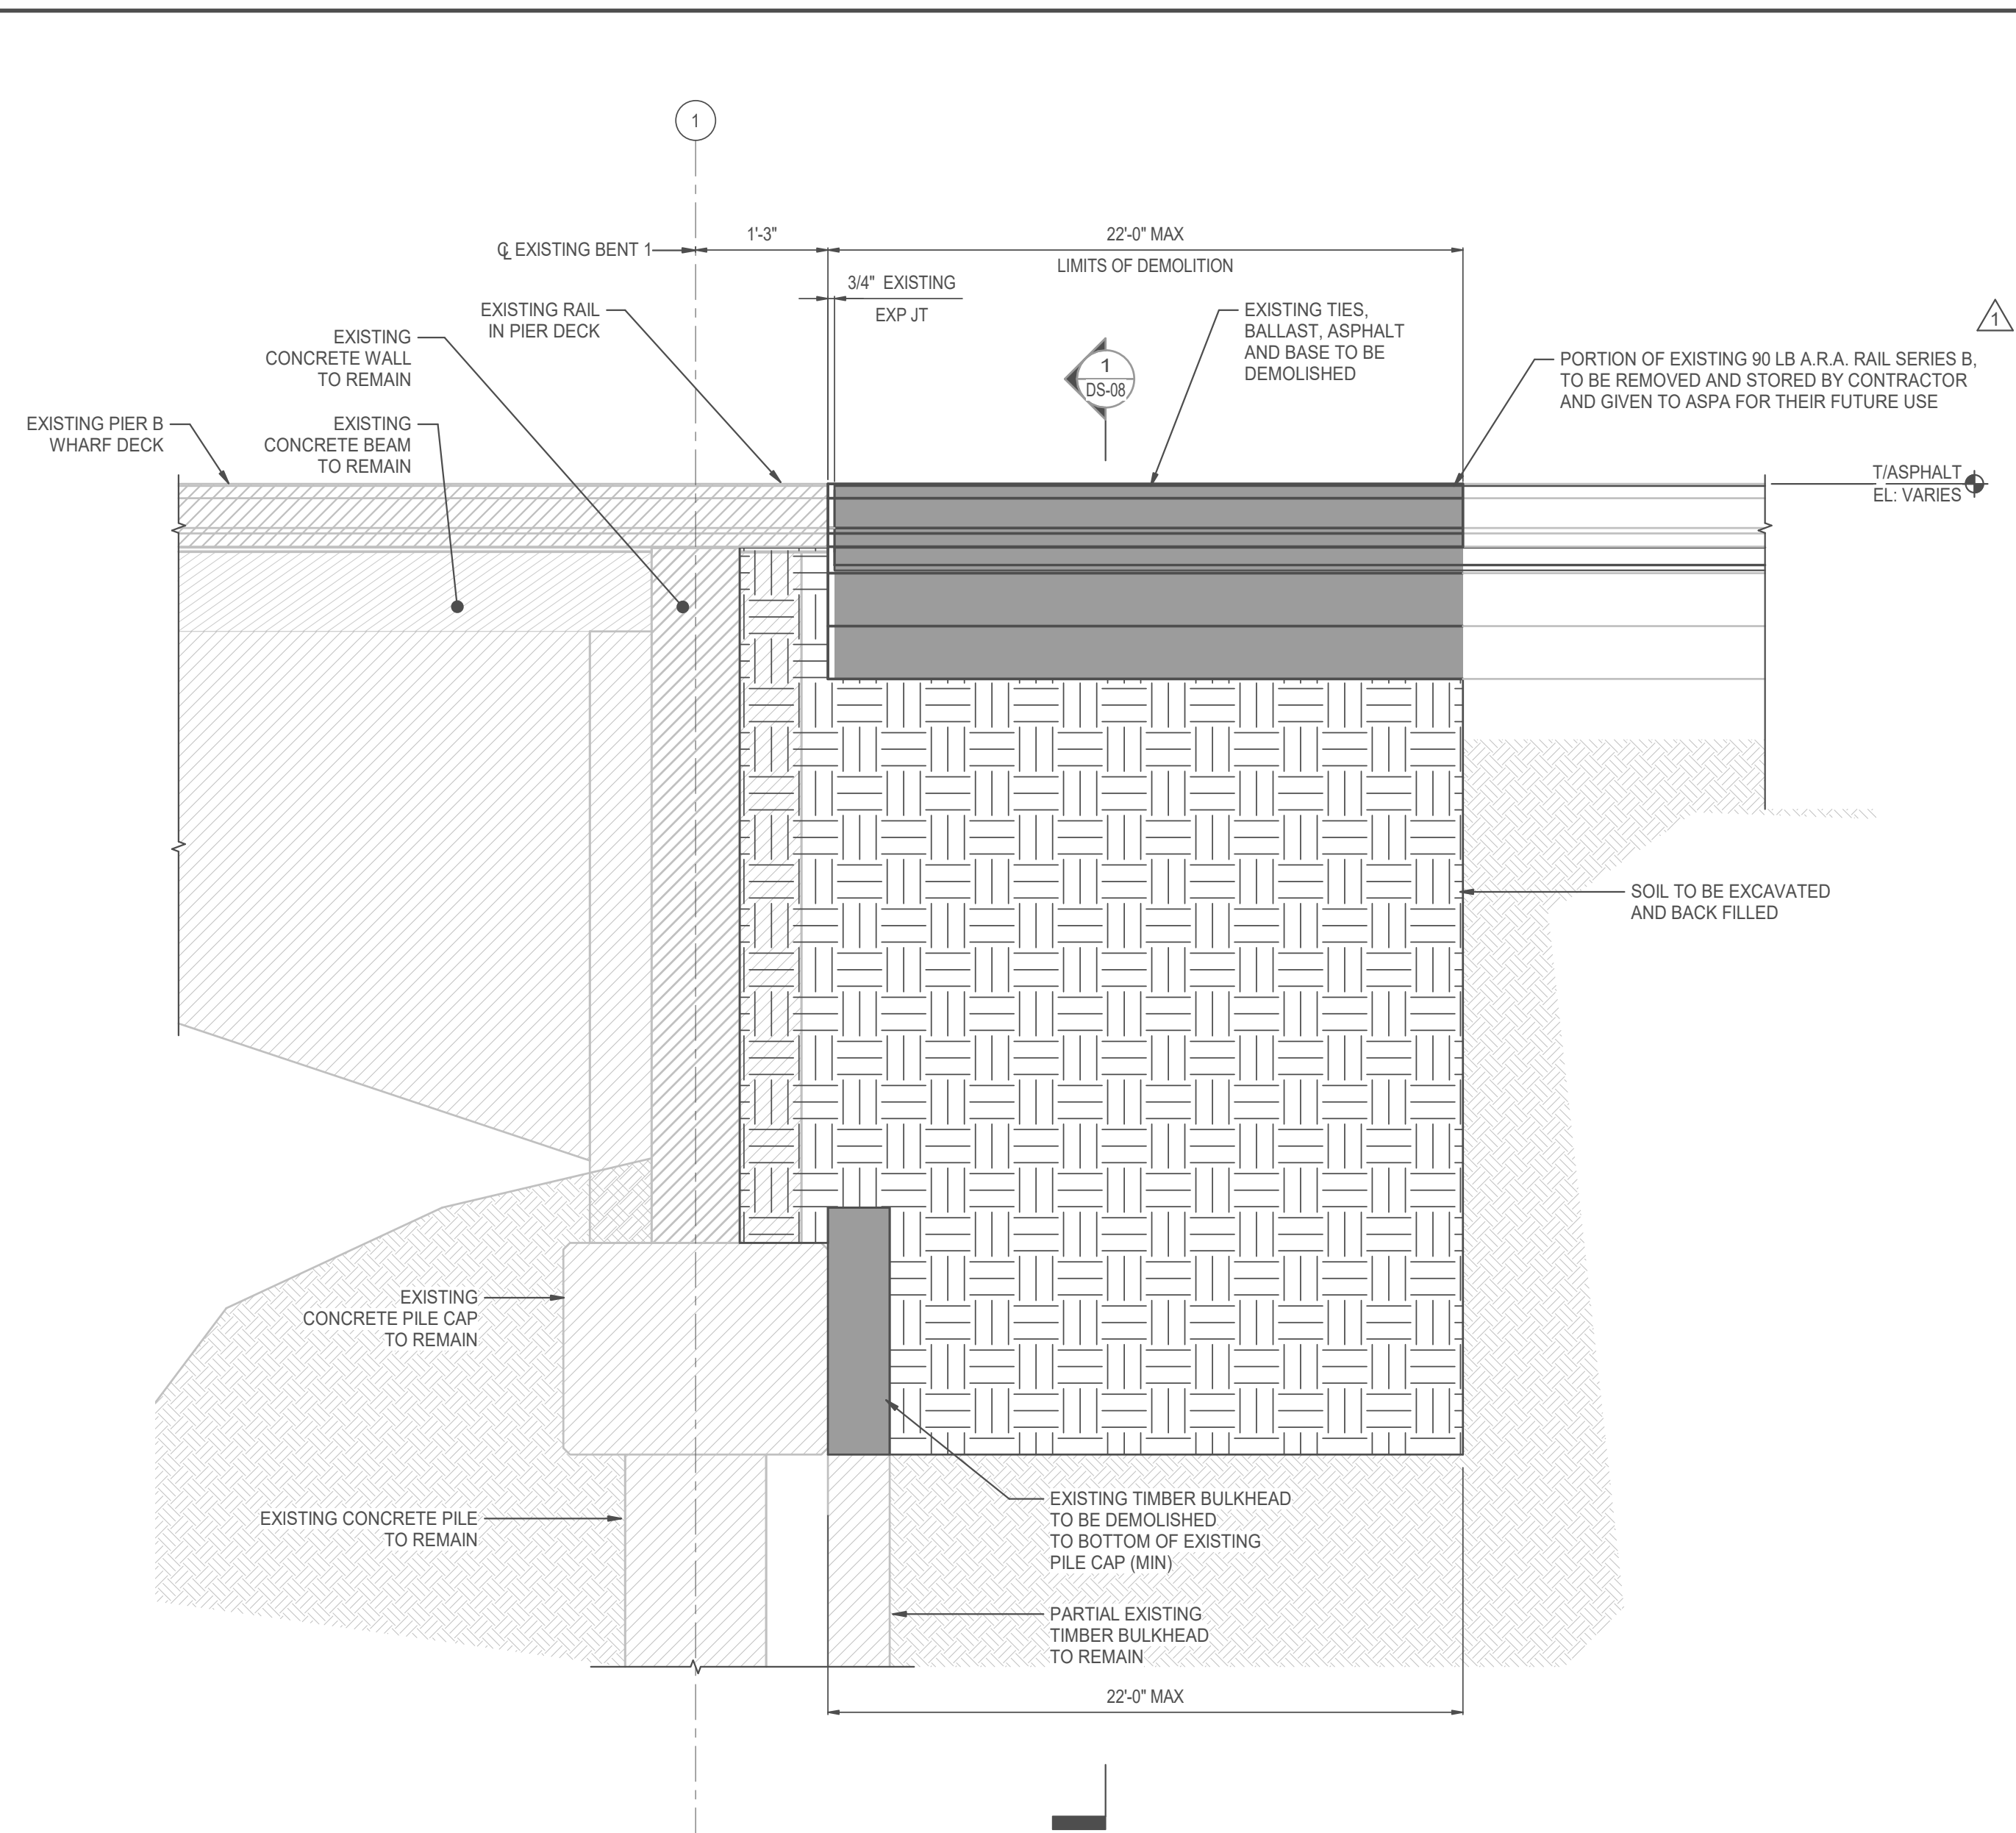 1
1'-3"
22'-0" MAX
℄ EXISTING BENT 1
LIMITS OF DEMOLITION
3/4" EXISTING
EXP JT
EXISTING RAIL
IN PIER DECK
EXISTING TIES,
BALLAST, ASPHALT
AND BASE TO BE
DEMOLISHED
1
EXISTING
CONCRETE WALL
TO REMAIN
1
DS-08
PORTION OF EXISTING 90 LB A.R.A. RAIL SERIES B,
TO BE REMOVED AND STORED BY CONTRACTOR
AND GIVEN TO ASPA FOR THEIR FUTURE USE
EXISTING PIER B
WHARF DECK
EXISTING
CONCRETE BEAM
TO REMAIN
T/ASPHALT
EL: VARIES
SOIL TO BE EXCAVATED
AND BACK FILLED
EXISTING
CONCRETE PILE CAP
TO REMAIN
EXISTING CONCRETE PILE
TO REMAIN
EXISTING TIMBER BULKHEAD
TO BE DEMOLISHED
TO BOTTOM OF EXISTING
PILE CAP (MIN)
PARTIAL EXISTING
TIMBER BULKHEAD
TO REMAIN
22'-0" MAX